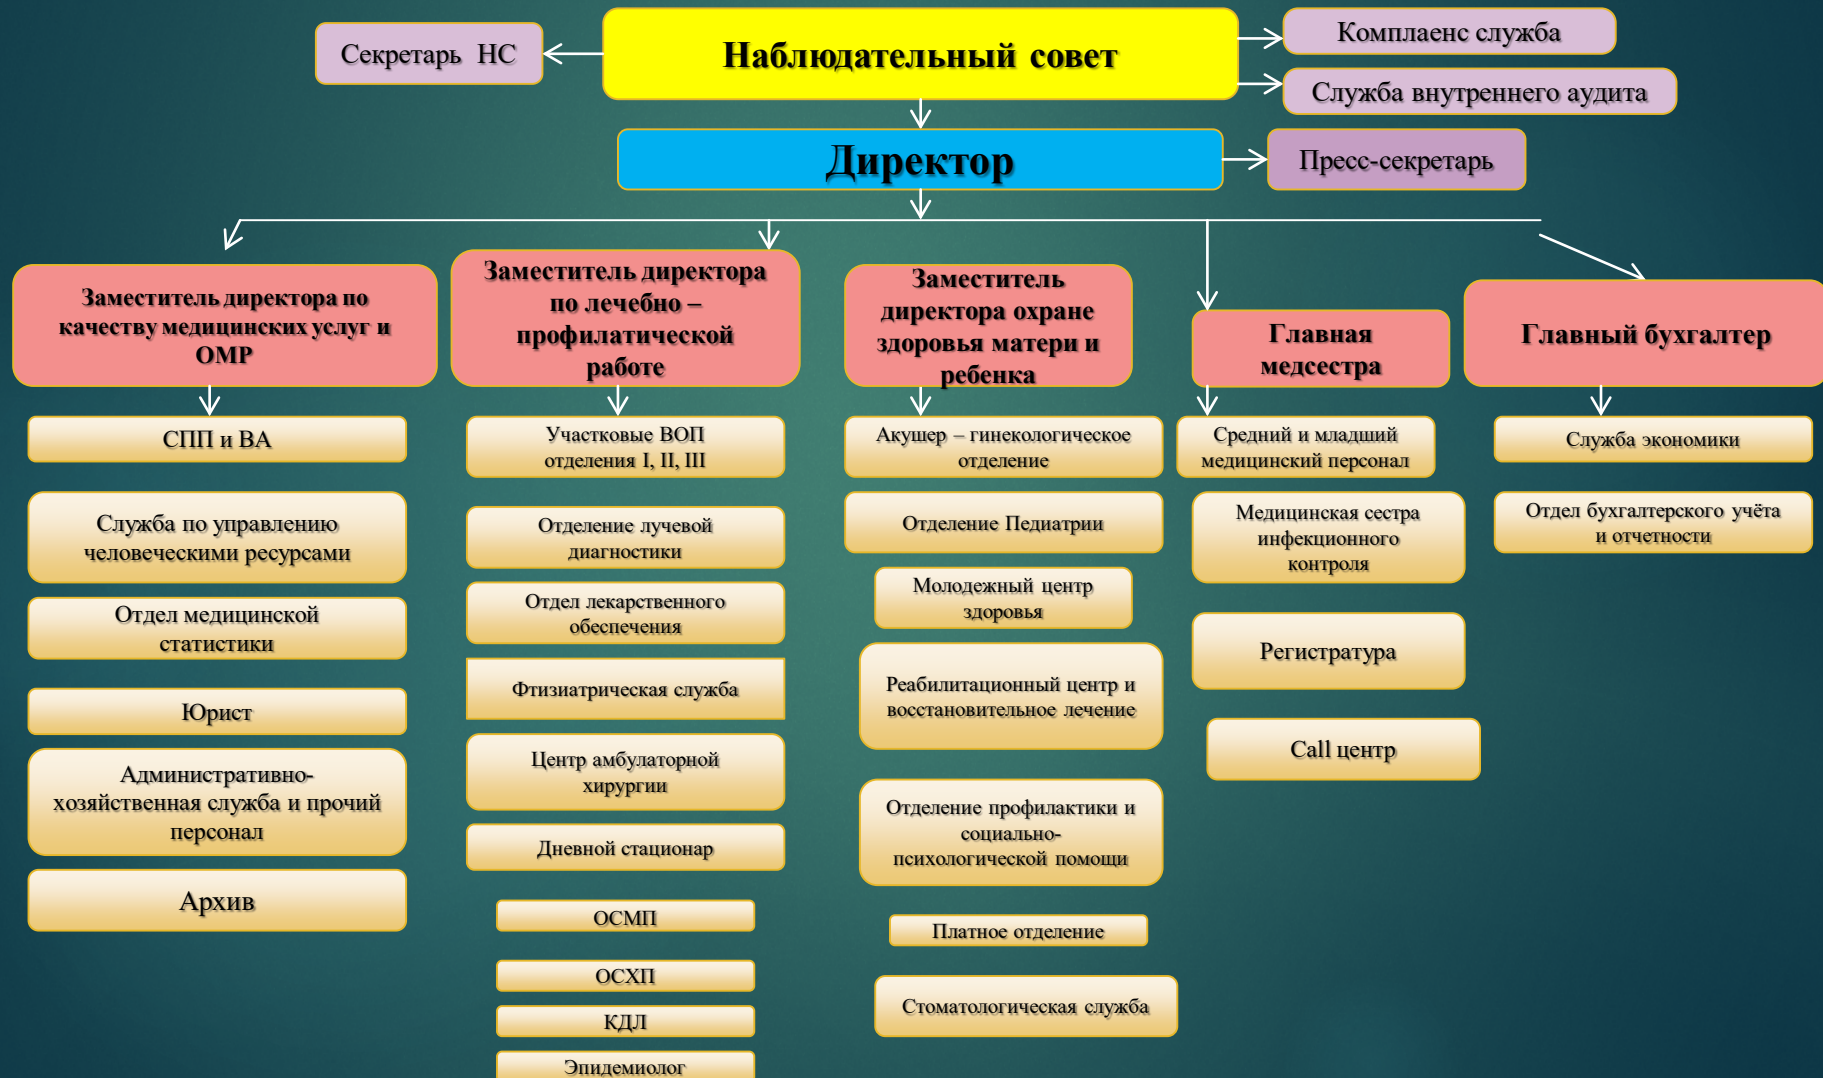 Секретарь НС
Наблюдательный совет
Комплаенс служба
Служба внутреннего аудита
Директор
Пресс-секретарь
Заместитель директора по
качеству медицинских услуг и
ОМР
Заместитель директора
по лечебно –
профилатической
работе
Заместитель
директора охране
здоровья матери и
ребенка
Главная
медсестра
Главный бухгалтер
СПП и ВА
Служба по управлению
человеческими ресурсами
Отдел медицинской
статистики
Юрист
Административно-
хозяйственная служба и прочий
персонал
Архив
Участковые ВОП
отделения I, II, III
Отделение лучевой
диагностики
Отдел лекарственного
обеспечения
Фтизиатрическая служба
Центр амбулаторной
хирургии
Дневной стационар
ОСМП
ОСХП
КДЛ
Эпидемиолог
Акушер – гинекологическое
отделение
Отделение Педиатрии
Молодежный центр
здоровья
Реабилитационный центр и
восстановительное лечение
Отделение профилактики и
социально-
психологической помощи
Платное отделение
Стоматологическая служба
Средний и младший
медицинский персонал
Медицинская сестра
инфекционного
контроля
Регистратура
Call центр
Служба экономики
Отдел бухгалтерского учёта
и отчетности